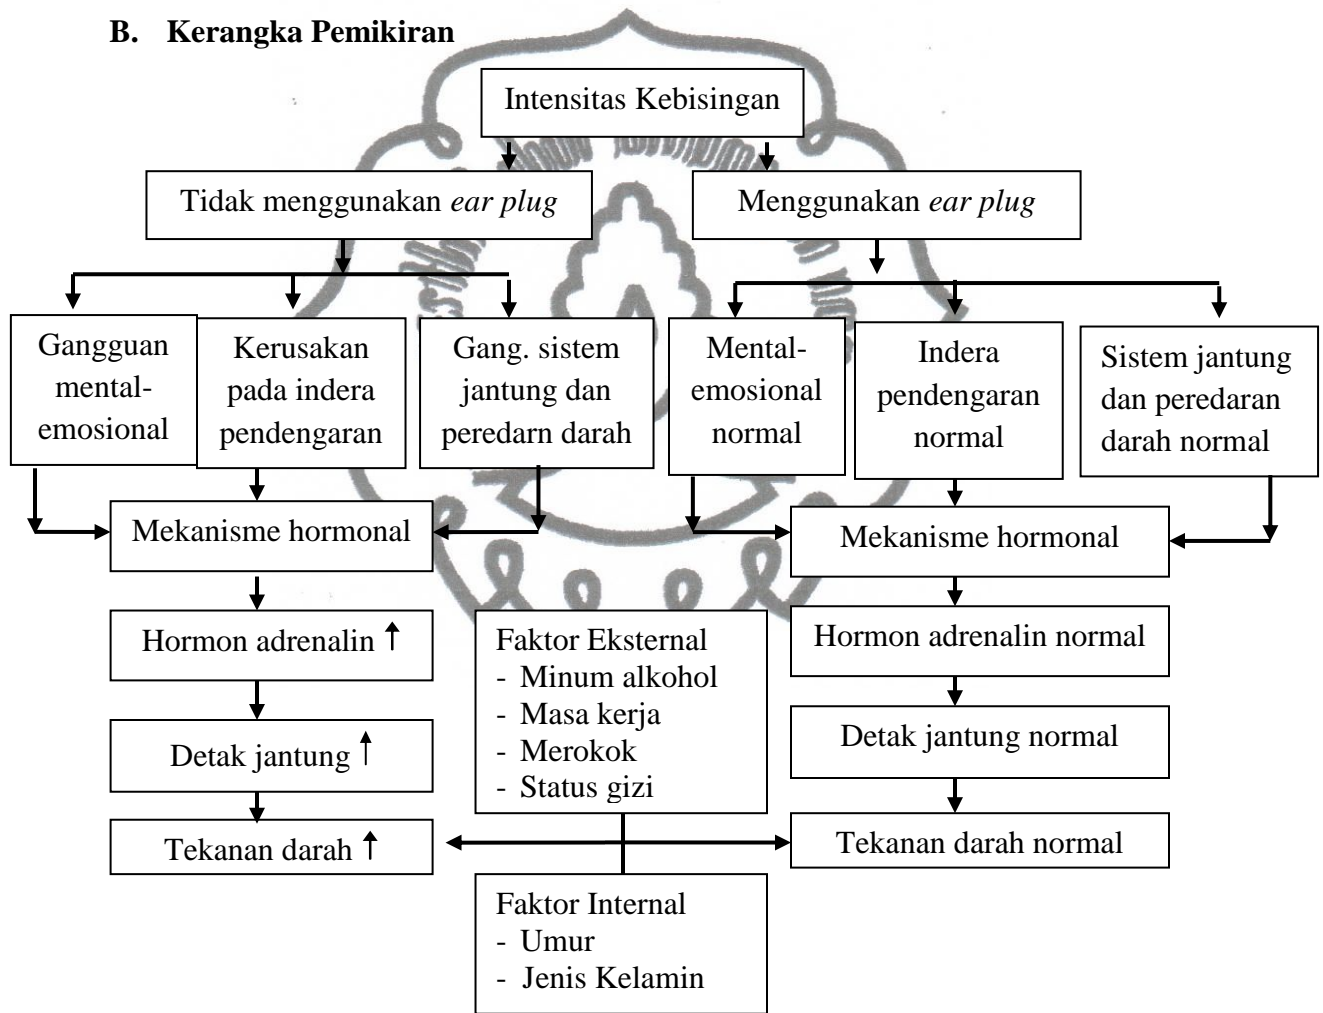 B. Kerangka Pemikiran
Intensitas Kebisingan
Tidak menggunakan ear plug
Menggunakan ear plug
Gangguan
mental-
emosional
Kerusakan
pada indera
pendengaran
Gang. sistem
jantung dan
peredarn darah
Mental-
emosional
normal
Indera
pendengaran
normal
Sistem jantung
dan peredaran
darah normal
Mekanisme hormonal
Mekanisme hormonal
Hormon adrenalin ↑
Hormon adrenalin normal
Detak jantung ↑
Detak jantung normal
Tekanan darah ↑
Tekanan darah normal
Faktor Eksternal
- Minum alkohol
- Masa kerja
- Merokok
- Status gizi
Faktor Internal
- Umur
- Jenis Kelamin